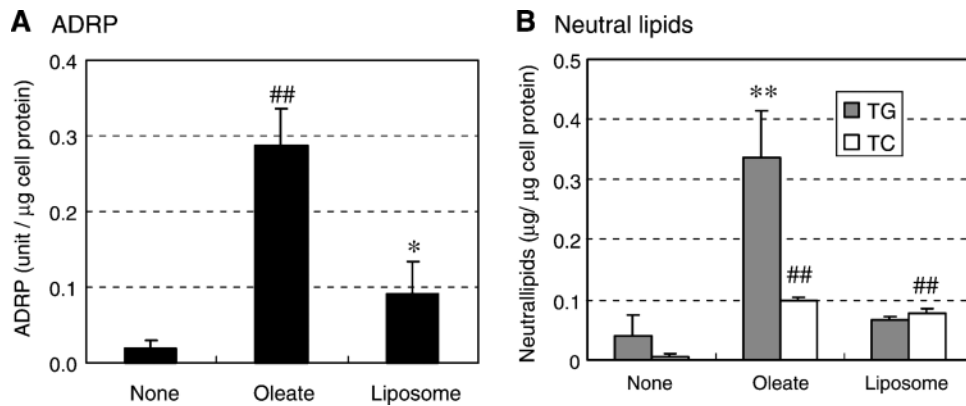 A ADRP
ADRP (unit / μg cell protein)
0.4
0.3
0.2
0.1
0.0
##
*
None Oleate Liposome
B Neutral lipids
Neutrallipids (μg/ μg cell protein)
0.5
0.4
0.3
0.2
0.1
0
**
##
##
TG
TC
None Oleate Liposome